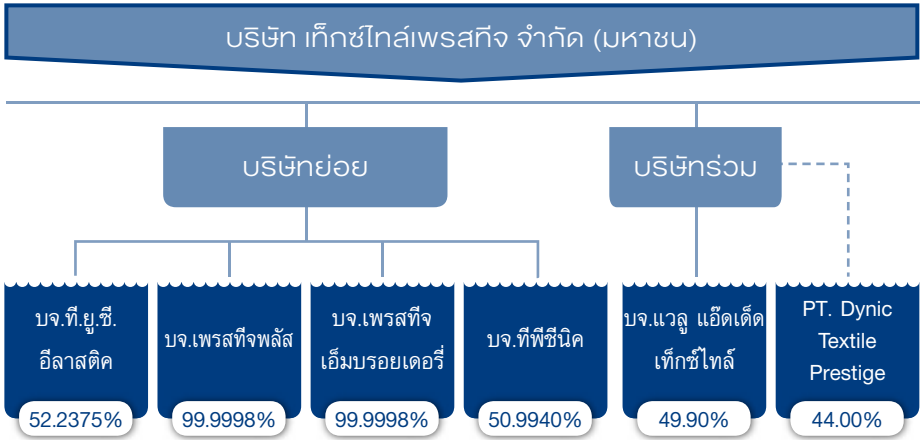 บริษัท เท็กซ์ไทล์เพรสทีจ จำกัด (มหาชน)
บริษัทย่อย
บริษัทร่วม
บจ.ที.ยู.ซี.
อีลาสติค
บจ.เพรสทีจพลัส
บจ.เพรสทีจ
เอ็มบรอยเดอรี่
บจ.ทีพีซีนิค
บจ.แวลู แอ๊ดเด็ด
เท็กซ์ไทล์
PT. Dynic
Textile
Prestige
52.2375%
99.9998%
99.9998%
50.9940%
49.90%
44.00%